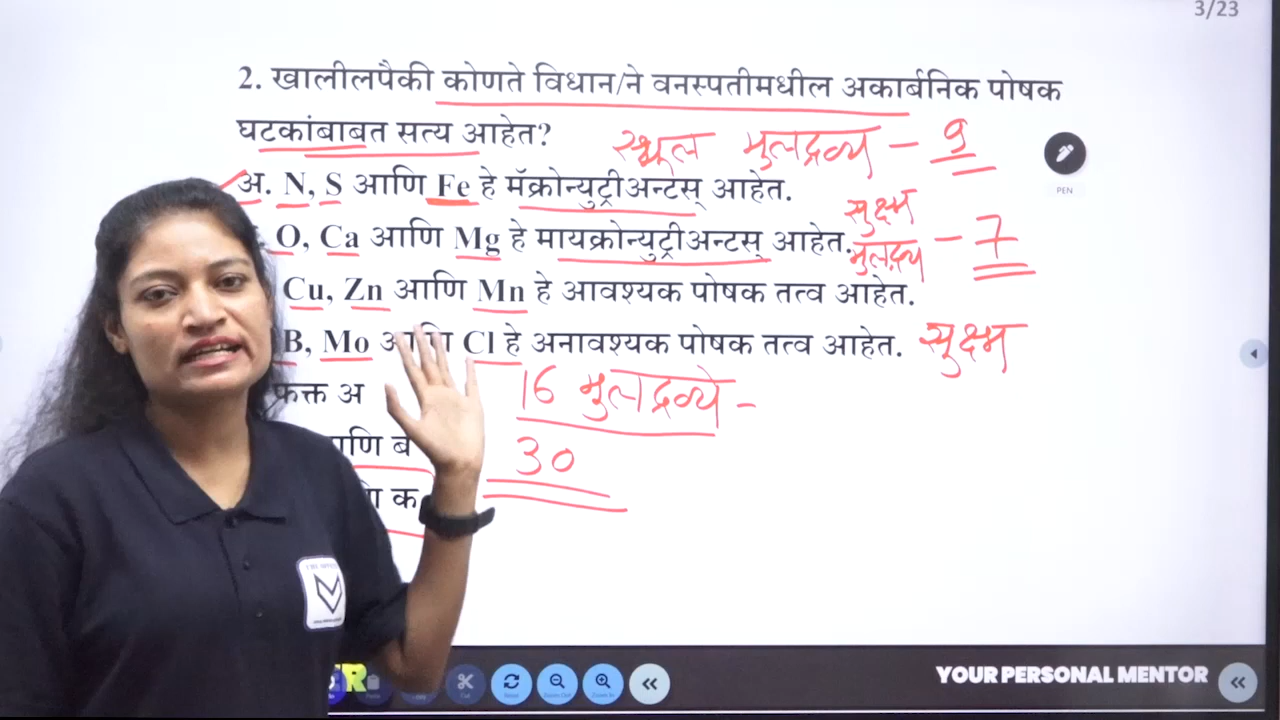 3/23
2. खालीलपैकी कोणते विधान/ने वनस्पतीमधील अकार्बनिक पोषक
घटकांबाबत सत्य आहेत?
स्थूल मुलद्रव्य - 9
अ. N, S आणि Fe हे मॅक्रोन्युट्रीअन्टस् आहेत.
O, Ca आणि Mg हे मायक्रोन्युट्रीअन्टस् आहेत.
सुक्ष्म
मुलद्रव्य - 7
Cu, Zn आणि Mn हे आवश्यक पोषक तत्व आहेत.
B, Mo आणि Cl हे अनावश्यक पोषक तत्व आहेत. सुक्ष्म
फक्त अ
16 मुलद्रव्ये -
आणि ब
30
क
PEN
YOUR PERSONAL MENTOR